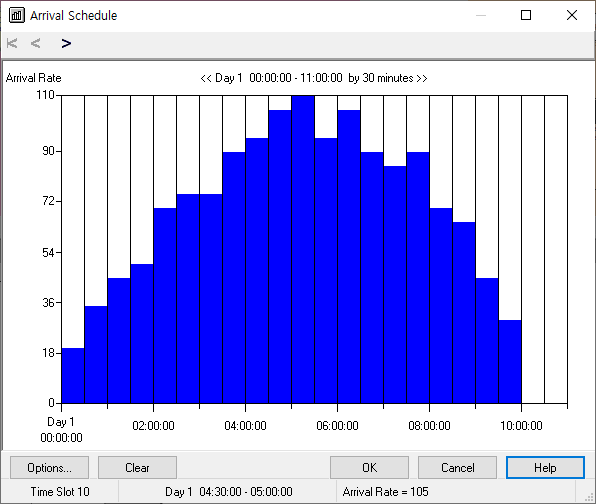 Arrival Schedule
Arrival Rate
<< Day 1 00:00:00 - 11:00:00 by 30 minutes >>
110
90
72
54
36
18
0
Day 1
00:00:00
02:00:00
04:00:00
06:00:00
08:00:00
10:00:00
Options...
Clear
OK
Cancel
Help
Time Slot 10
Day 1 04:30:00 - 05:00:00
Arrival Rate = 105